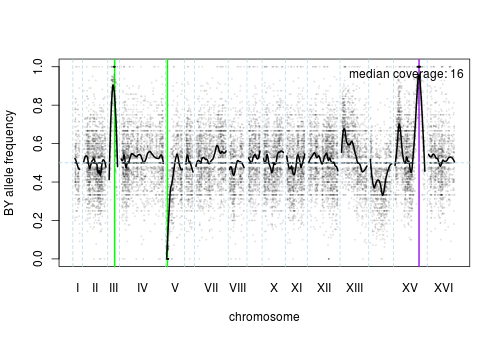 median coverage: 16
BY allele frequency
1.0
0.8
0.6
0.4
0.2
0.0
I II III IV V VII VIII X XI XII XIII XV XVI
chromosome